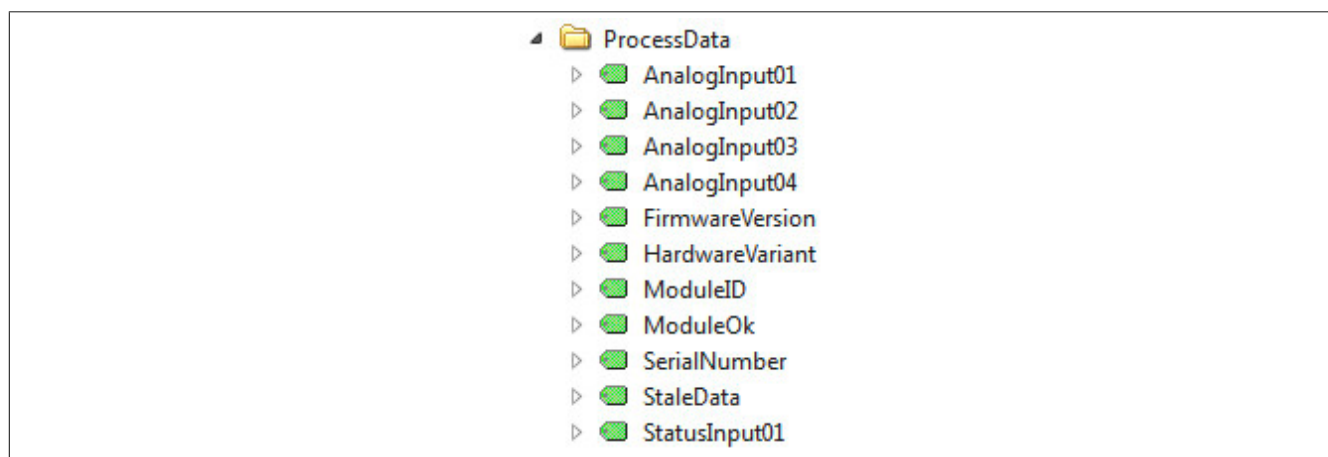 ProcessData
AnalogInput01
AnalogInput02
AnalogInput03
AnalogInput04
FirmwareVersion
HardwareVariant
ModuleID
ModuleOk
SerialNumber
StaleData
StatusInput01